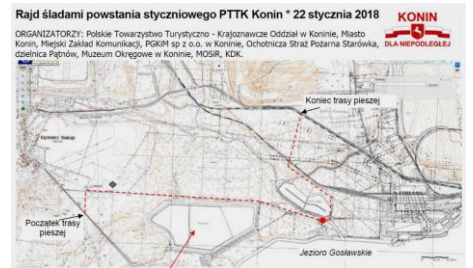 Rajd śladami powstania styczniowego PTTK Konin * 22 stycznia 2018
KONIN
DLA NIEPODLEGŁEJ
ORGANIZATORZY: Polskie Towarzystwo Turystyczno - Krajoznawcze Oddział w Koninie, Miasto
Konin, Miejski Zakład Komunikacji, PGKiM sp z o.o. w Koninie, Ochotnicza Straż Pożarna Starówka,
dzielnica Pątnów, Muzeum Okręgowe w Koninie, MOSiR, KDK.
Koniec trasy pieszej
Kazimierz Biskupi
Początek trasy
pieszej
Jezioro Gosławskie